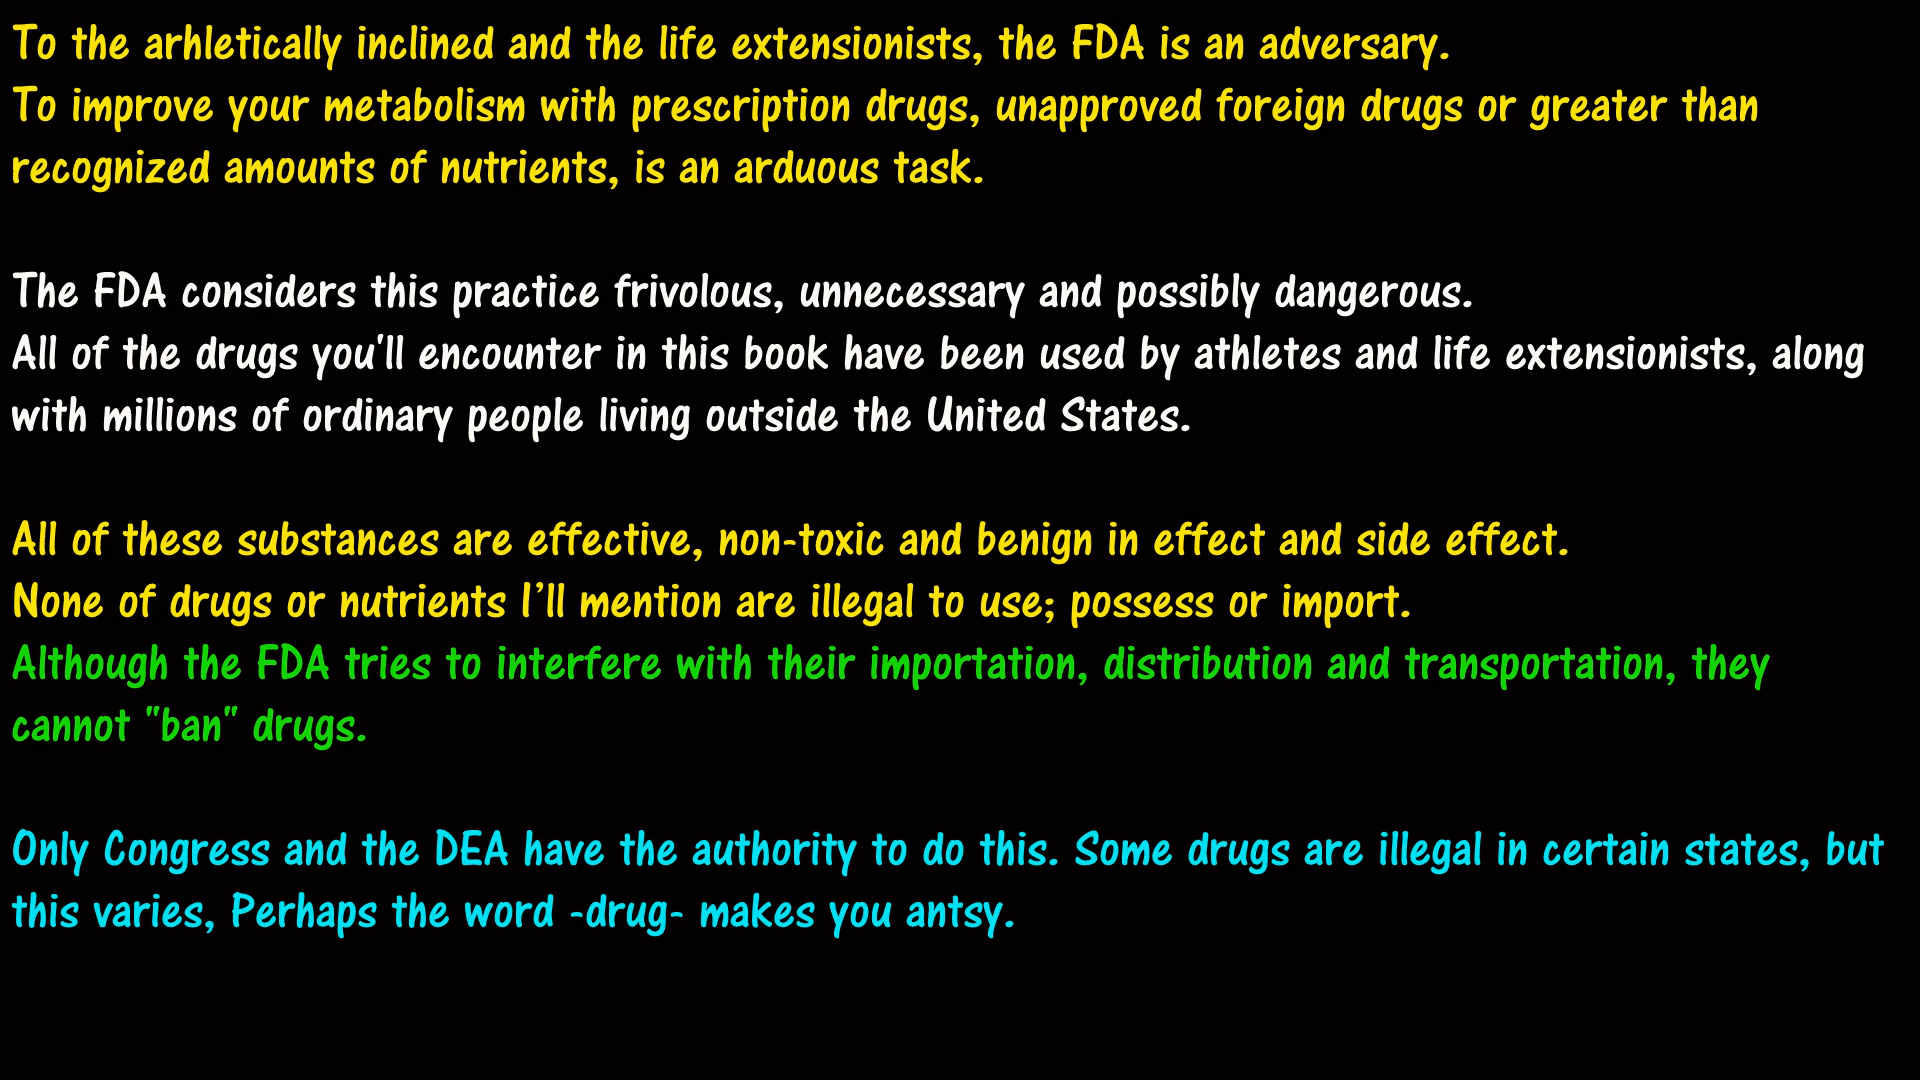 To the arhletically inclined and the life extensionists, the FDA is an adversary.
To improve your metabolism with prescription drugs, unapproved foreign drugs or greater than
recognized amounts of nutrients, is an arduous task.
The FDA considers this practice frivolous, unnecessary and possibly dangerous.
All of the drugs you'll encounter in this book have been used by athletes and life extensionists, along
with millions of ordinary people living outside the United States.
All of these substances are effective, non-toxic and benign in effect and side effect.
None of drugs or nutrients I’ll mention are illegal to use; possess or import.
Although the FDA tries to interfere with their importation, distribution and transportation, they
cannot "ban" drugs.
Only Congress and the DEA have the authority to do this. Some drugs are illegal in certain states, but
this varies, Perhaps the word -drug- makes you antsy.